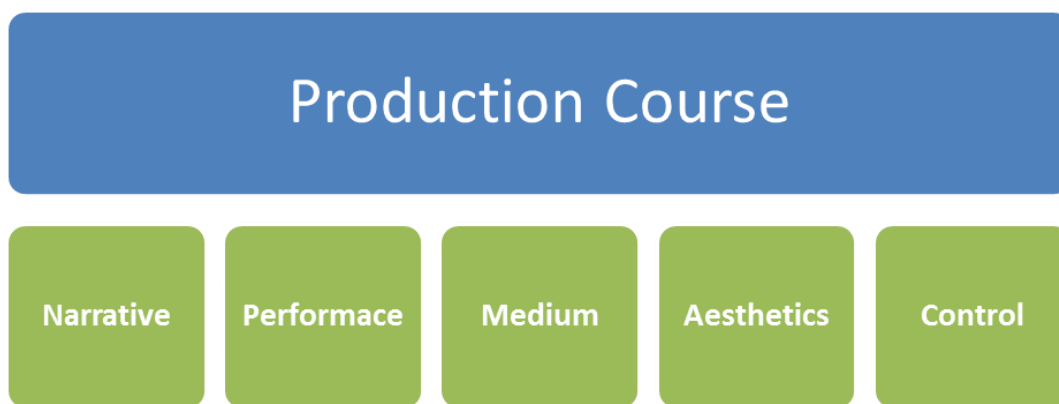 Production Course
Narrative
Performace
Medium
Aesthetics
Control